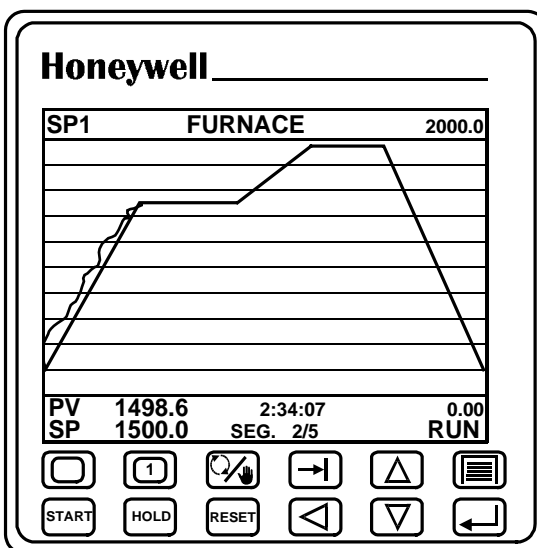 Honeywell
SP1 FURNACE 2000.0
PV 1498.6 2:34:07 0.00
SP 1500.0 SEG. 2/5 RUN
1
START HOLD RESET